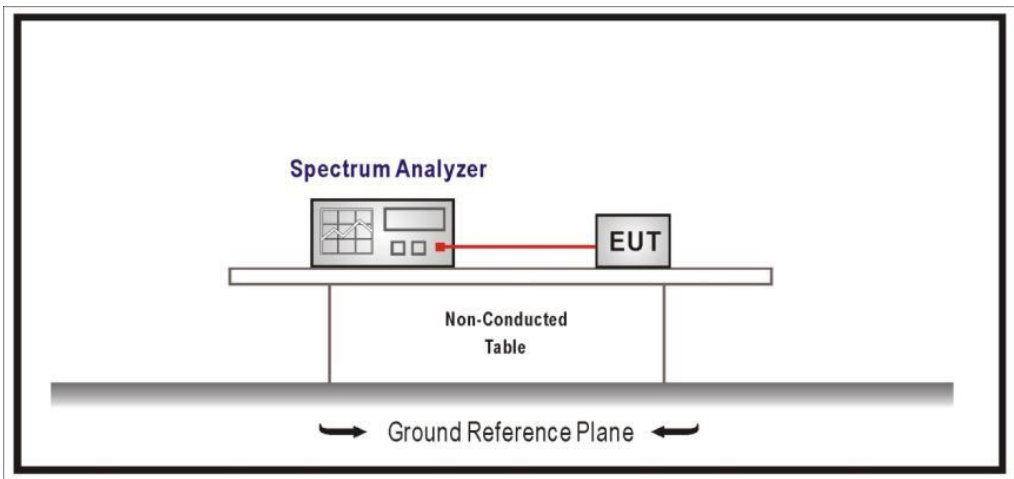 Spectrum Analyzer
EUT
Non-Conducted
Table
Ground Reference Plane